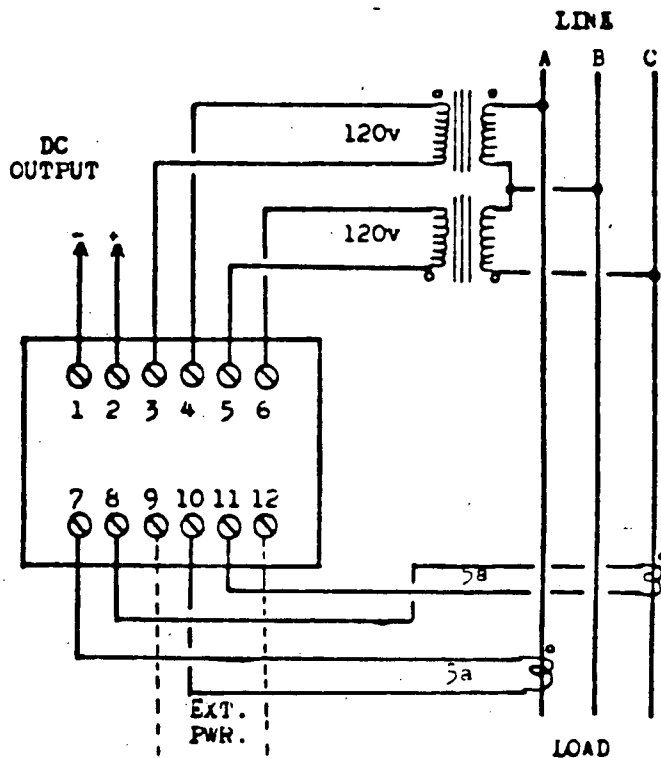 LINE
A B C
120v
DC
OUTPUT
120v
- +
1 2 3 4 5 6
7 8 9 10 11 12
5a
5a
EXT.
PWR.
LOAD